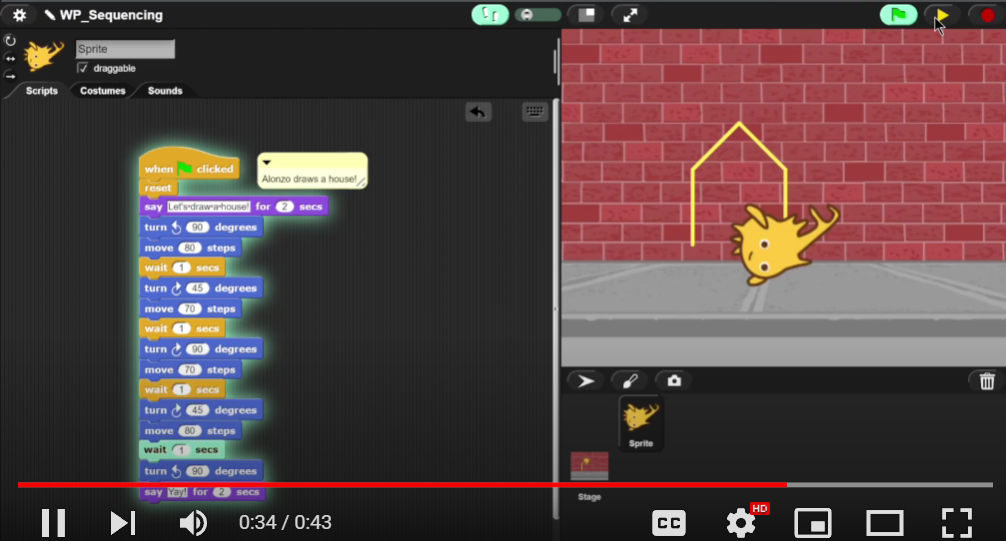 WP_Sequencing
Sprite
draggable
Scripts Costumes Sounds
when clicked
Alonzo draws a house!
reset
say Let's draw a house! for 2 secs
turn 90 degrees
move 80 steps
wait 1 secs
turn 45 degrees
move 70 steps
wait 1 secs
turn 90 degrees
move 70 steps
wait 1 secs
turn 45 degrees
move 80 steps
wait 1 secs
turn 90 degrees
say Yay! for 2 secs
Sprite
Stage
0:34 / 0:43
CC
HD